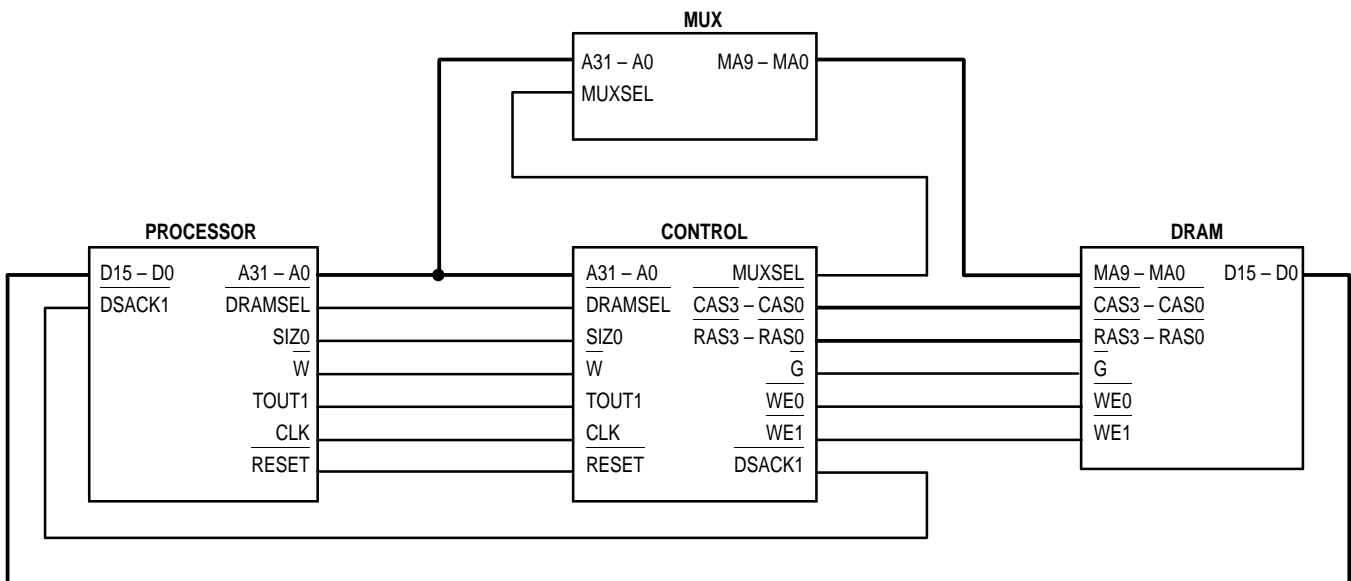 MUX
A31 – A0 MA9 – MA0
MUXSEL
PROCESSOR
D15 – D0 A31 – A0
DSACK1 DRAMSEL
SIZ0
W
TOUT1
CLK
RESET
CONTROL
A31 – A0 MUXSEL
DRAMSEL CAS3 – CAS0
SIZ0 RAS3 – RAS0
W G
TOUT1 WE0
CLK WE1
RESET DSACK1
DRAM
MA9 – MA0 D15 – D0
CAS3 – CAS0
RAS3 – RAS0
G
WE0
WE1